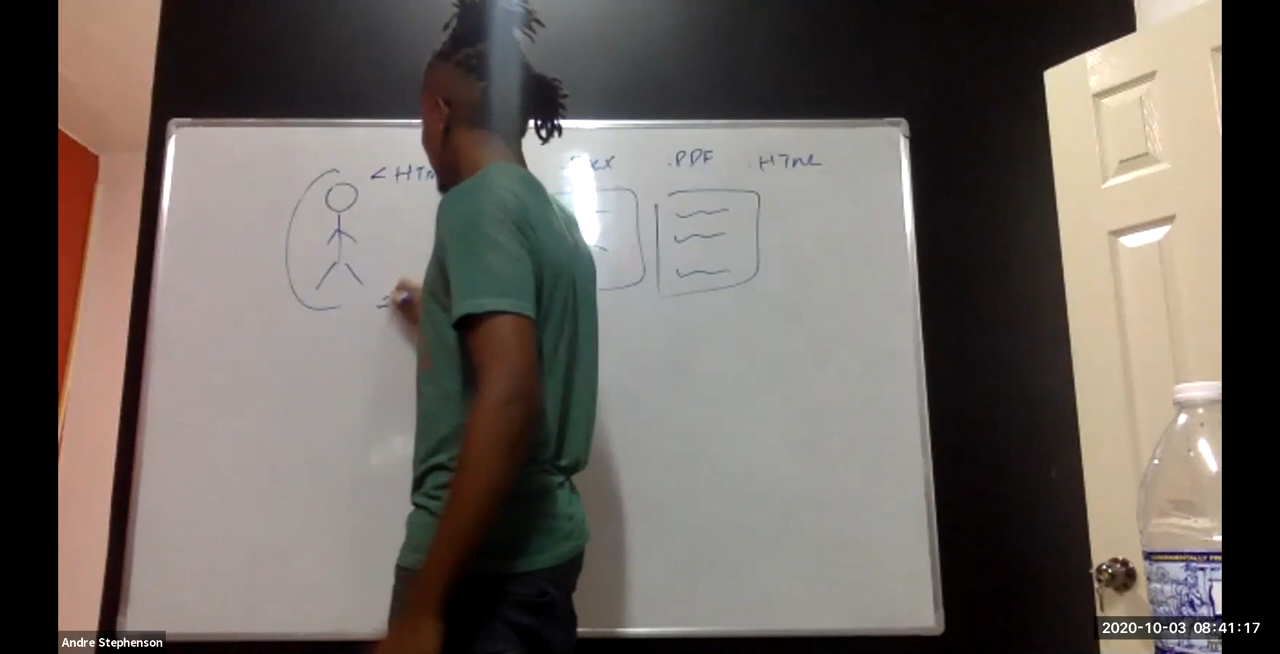 < HTm
.PDF
.HTML
Andre Stephenson
2020-10-03 08:41:17